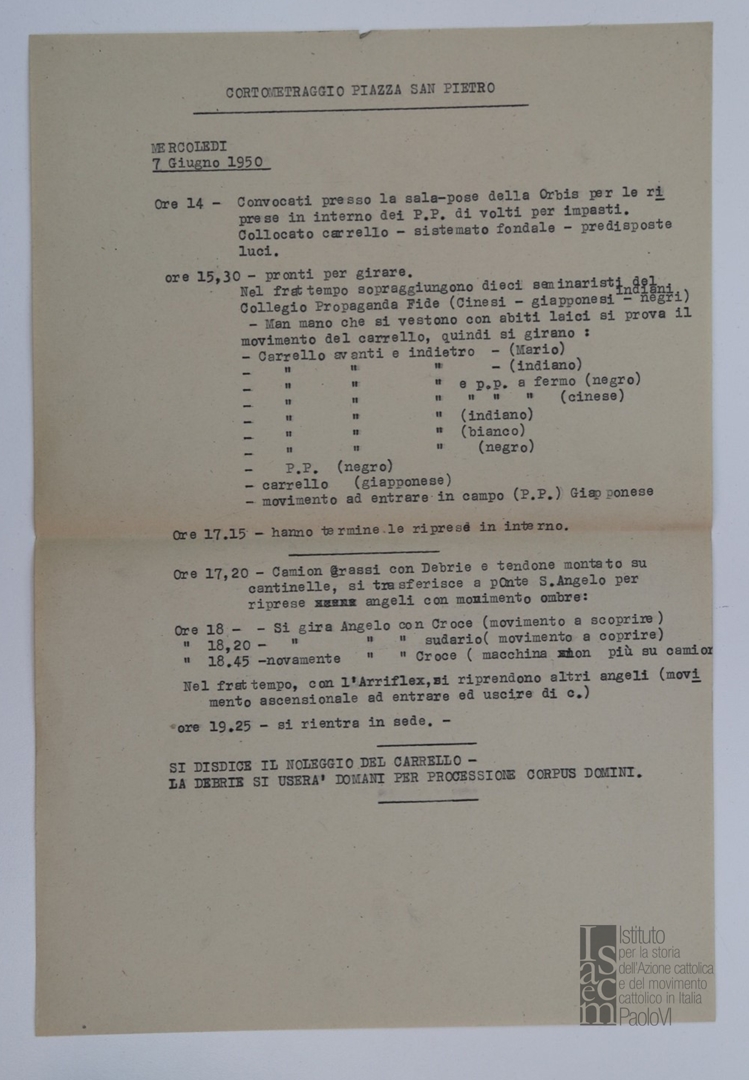 CORTOMETRAGGIO PIAZZA SAN PIETRO
MERCOLEDI
7 Giugno 1950
Ore 14 - Convocati presso la sala-pose della Orbis per le ri
prese in interno dei P.P. di volti per impasti.
Collocato carrello - sistemato fondale - predisposte
luci.
ore 15,30 - pronti per girare.
Nel frattempo sopraggiungono dieci seminaristi del
Collegio Propaganda Fide (Cinesi - giapponesi - indiani negri)
- Man mano che si vestono con abiti laici si prova il
movimento del carrello, quindi si girano :
- Carrello avanti e indietro - (Mario)
- " " " - (indiano)
- " " " e p.p. a fermo (negro)
- " " " " " " (cinese)
- " " " (indiano)
- " " " (bianco)
- " " " (negro)
- P.P. (negro)
- carrello (giapponese)
- movimento ad entrare in campo (P.P.) Giapponese
Ore 17.15 - hanno termine le riprese in interno.
Ore 17,20 - Camion Grassi con Debrie e tendone montato su
cantinelle, si trasferisce a pOnte S.Angelo per
riprese angeli con monimento ombre:
Ore 18 - - Si gira Angelo con Croce (movimento a scoprire)
" 18,20 - " " " sudario( movimento a coprire)
" 18.45 -novamente " " Croce ( macchina non più su camion
Nel frattempo, con l'Arriflex,si riprendono altri angeli (movi
mento ascensionale ad entrare ed uscire di c.)
ore 19.25 - si rientra in sede. -
SI DISDICE IL NOLEGGIO DEL CARRELLO -
LA DEBRIE SI USERA' DOMANI PER PROCESSIONE CORPUS DOMINI.
Isacem
Istituto
per la storia
dell'Azione cattolica
e del movimento
cattolico in Italia
PaoloVI